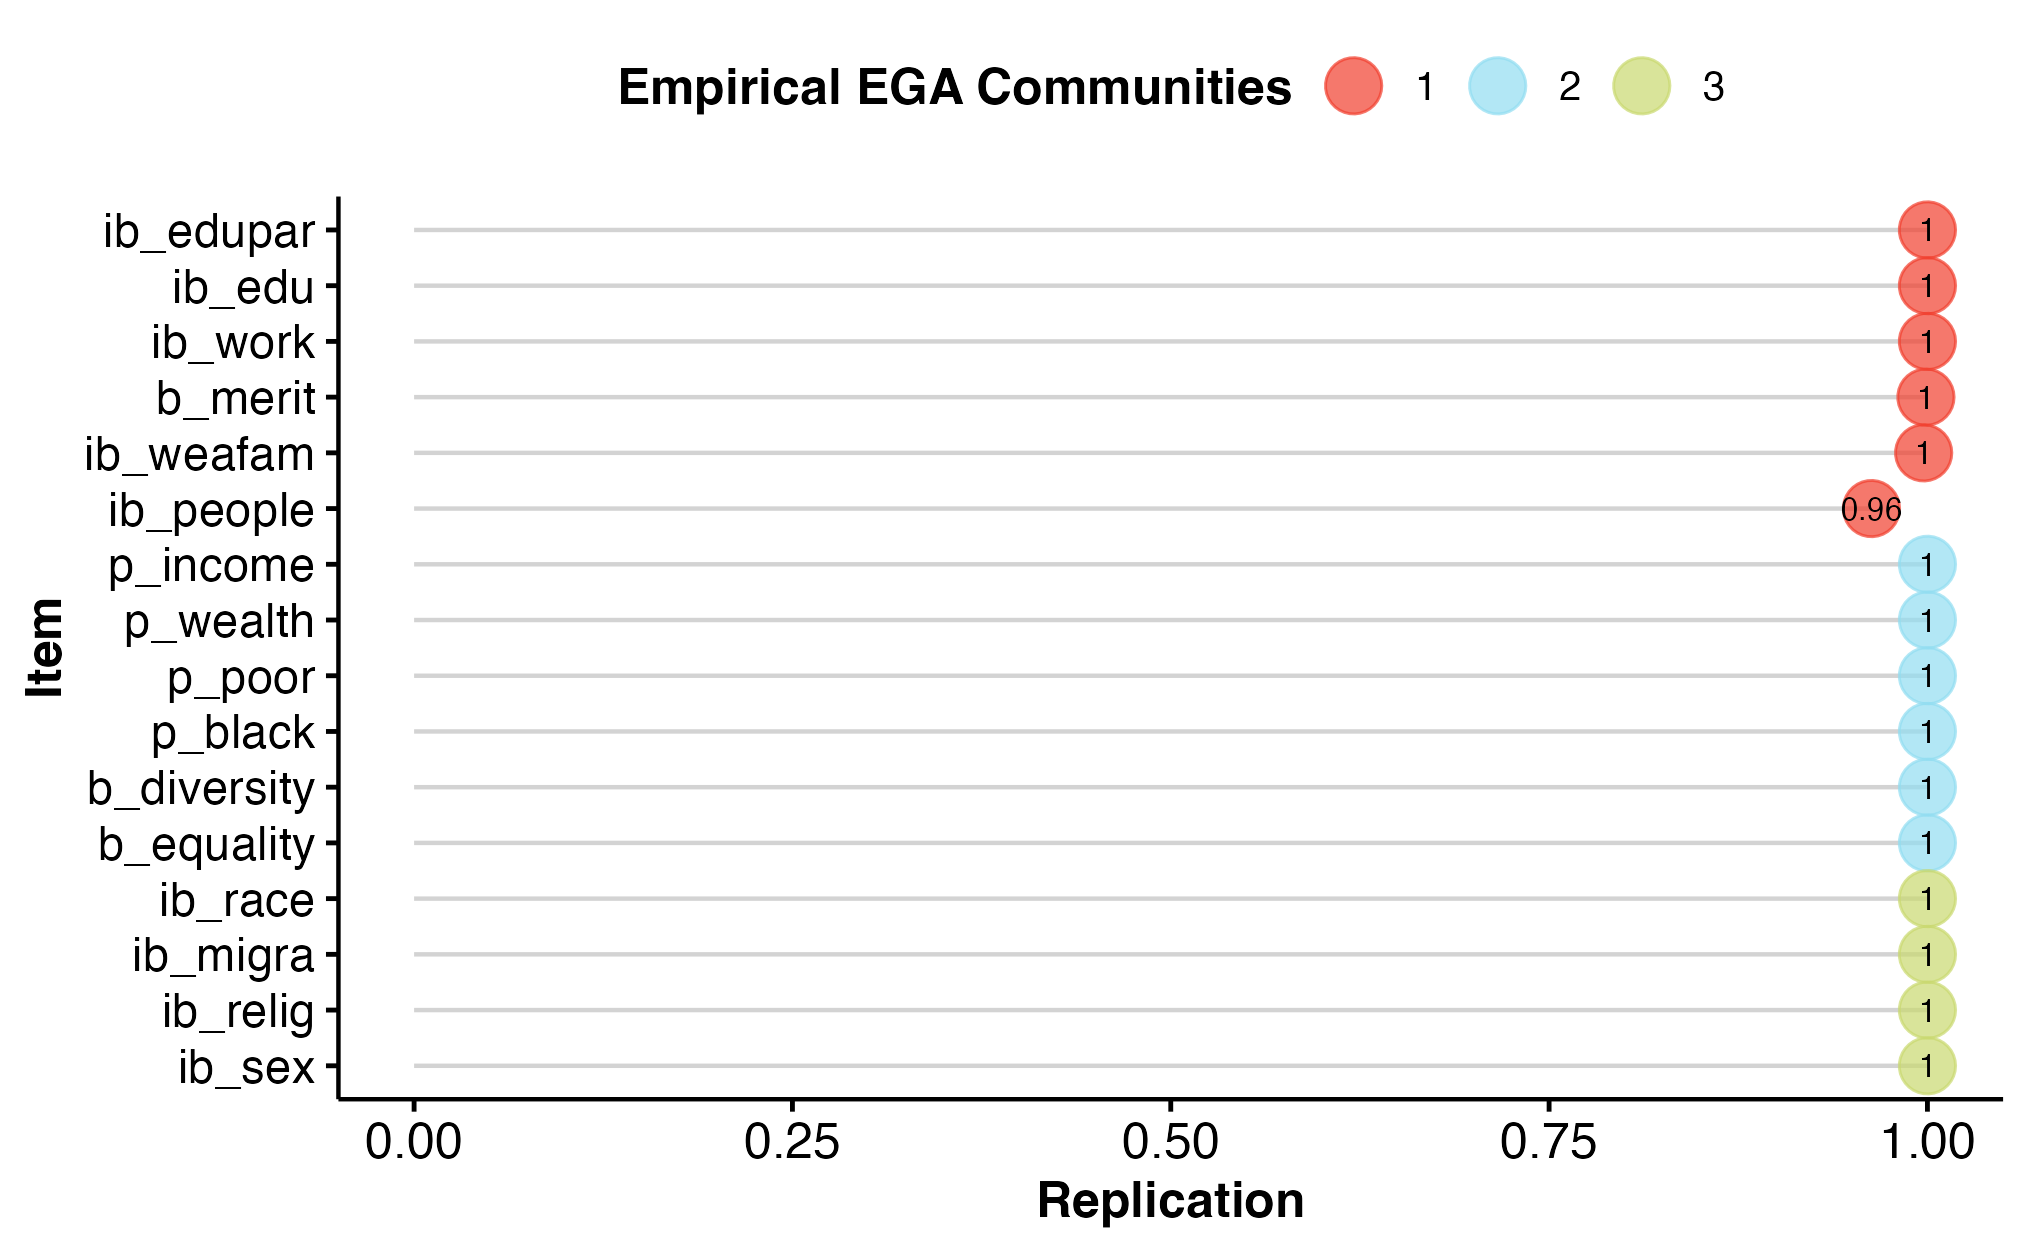 Empirical EGA Communities 1 2 3
ib_edupar 1
ib_edu 1
ib_work 1
b_merit 1
ib_weafam 1
ib_people 0.96
p_income 1
p_wealth 1
p_poor 1
p_black 1
b_diversity 1
b_equality 1
ib_race 1
ib_migra 1
ib_relig 1
ib_sex 1
Item
0.00 0.25 0.50 0.75 1.00
Replication